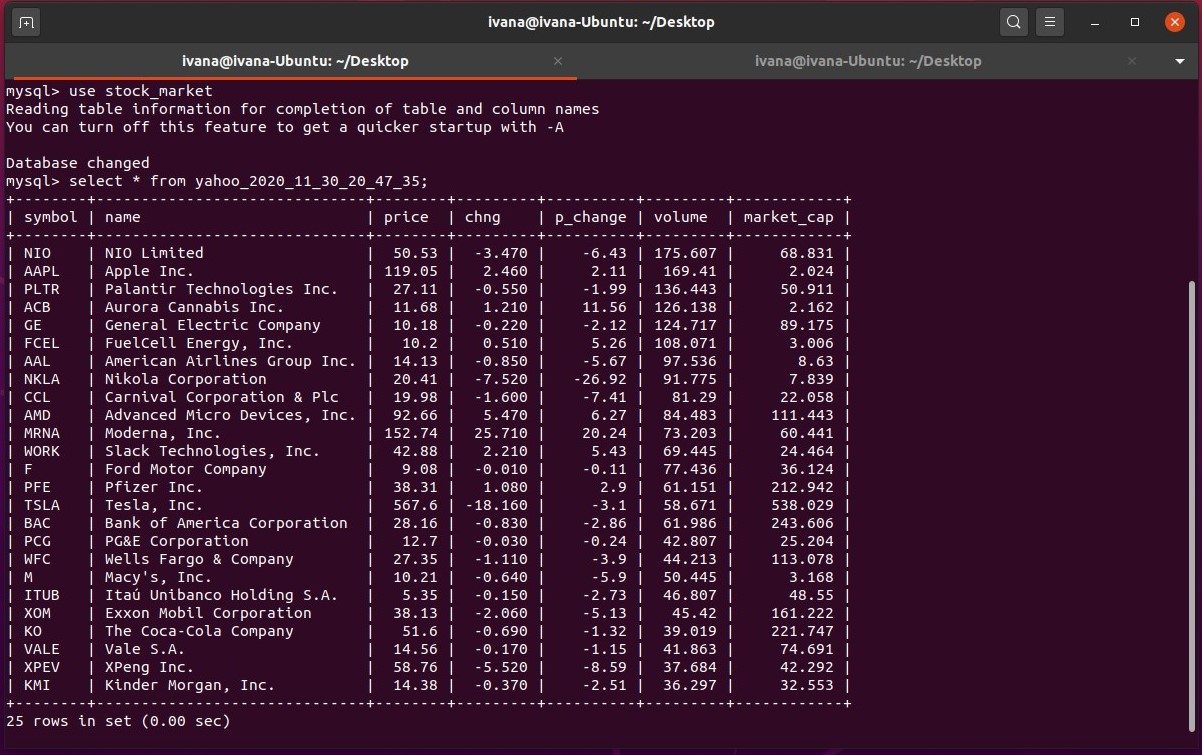 ivana@ivana-Ubuntu: ~/Desktop
ivana@ivana-Ubuntu: ~/Desktop × ivana@ivana-Ubuntu: ~/Desktop ×
mysql> use stock_market
Reading table information for completion of table and column names
You can turn off this feature to get a quicker startup with -A
Database changed
mysql> select * from yahoo_2020_11_30_20_47_35;
+--------+------------------------------+--------+---------+----------+---------+------------+
| symbol | name                         | price  | chng    | p_change | volume  | market_cap |
+--------+------------------------------+--------+---------+----------+---------+------------+
| NIO    | NIO Limited                  |  50.53 |  -3.470 |    -6.43 | 175.607 |     68.831 |
| AAPL   | Apple Inc.                   | 119.05 |   2.460 |     2.11 |  169.41 |      2.024 |
| PLTR   | Palantir Technologies Inc.   |  27.11 |  -0.550 |    -1.99 | 136.443 |     50.911 |
| ACB    | Aurora Cannabis Inc.         |  11.68 |   1.210 |    11.56 | 126.138 |      2.162 |
| GE     | General Electric Company     |  10.18 |  -0.220 |    -2.12 | 124.717 |     89.175 |
| FCEL   | FuelCell Energy, Inc.        |   10.2 |   0.510 |     5.26 | 108.071 |      3.006 |
| AAL    | American Airlines Group Inc. |  14.13 |  -0.850 |    -5.67 |  97.536 |       8.63 |
| NKLA   | Nikola Corporation           |  20.41 |  -7.520 |   -26.92 |  91.775 |      7.839 |
| CCL    | Carnival Corporation & Plc   |  19.98 |  -1.600 |    -7.41 |   81.29 |     22.058 |
| AMD    | Advanced Micro Devices, Inc. |  92.66 |   5.470 |     6.27 |  84.483 |    111.443 |
| MRNA   | Moderna, Inc.                | 152.74 |  25.710 |    20.24 |  73.203 |     60.441 |
| WORK   | Slack Technologies, Inc.     |  42.88 |   2.210 |     5.43 |  69.445 |     24.464 |
| F      | Ford Motor Company           |   9.08 |  -0.010 |    -0.11 |  77.436 |     36.124 |
| PFE    | Pfizer Inc.                  |  38.31 |   1.080 |      2.9 |  61.151 |    212.942 |
| TSLA   | Tesla, Inc.                  |  567.6 | -18.160 |     -3.1 |  58.671 |    538.029 |
| BAC    | Bank of America Corporation  |  28.16 |  -0.830 |    -2.86 |  61.986 |    243.606 |
| PCG    | PG&E Corporation             |   12.7 |  -0.030 |    -0.24 |  42.807 |     25.204 |
| WFC    | Wells Fargo & Company        |  27.35 |  -1.110 |     -3.9 |  44.213 |    113.078 |
| M      | Macy's, Inc.                 |  10.21 |  -0.640 |     -5.9 |  50.445 |      3.168 |
| ITUB   | Itaú Unibanco Holding S.A.   |   5.35 |  -0.150 |    -2.73 |  46.807 |      48.55 |
| XOM    | Exxon Mobil Corporation      |  38.13 |  -2.060 |    -5.13 |   45.42 |    161.222 |
| KO     | The Coca-Cola Company        |   51.6 |  -0.690 |    -1.32 |  39.019 |    221.747 |
| VALE   | Vale S.A.                    |  14.56 |  -0.170 |    -1.15 |  41.863 |     74.691 |
| XPEV   | XPeng Inc.                   |  58.76 |  -5.520 |    -8.59 |  37.684 |     42.292 |
| KMI    | Kinder Morgan, Inc.          |  14.38 |  -0.370 |    -2.51 |  36.297 |     32.553 |
+--------+------------------------------+--------+---------+----------+---------+------------+
25 rows in set (0.00 sec)